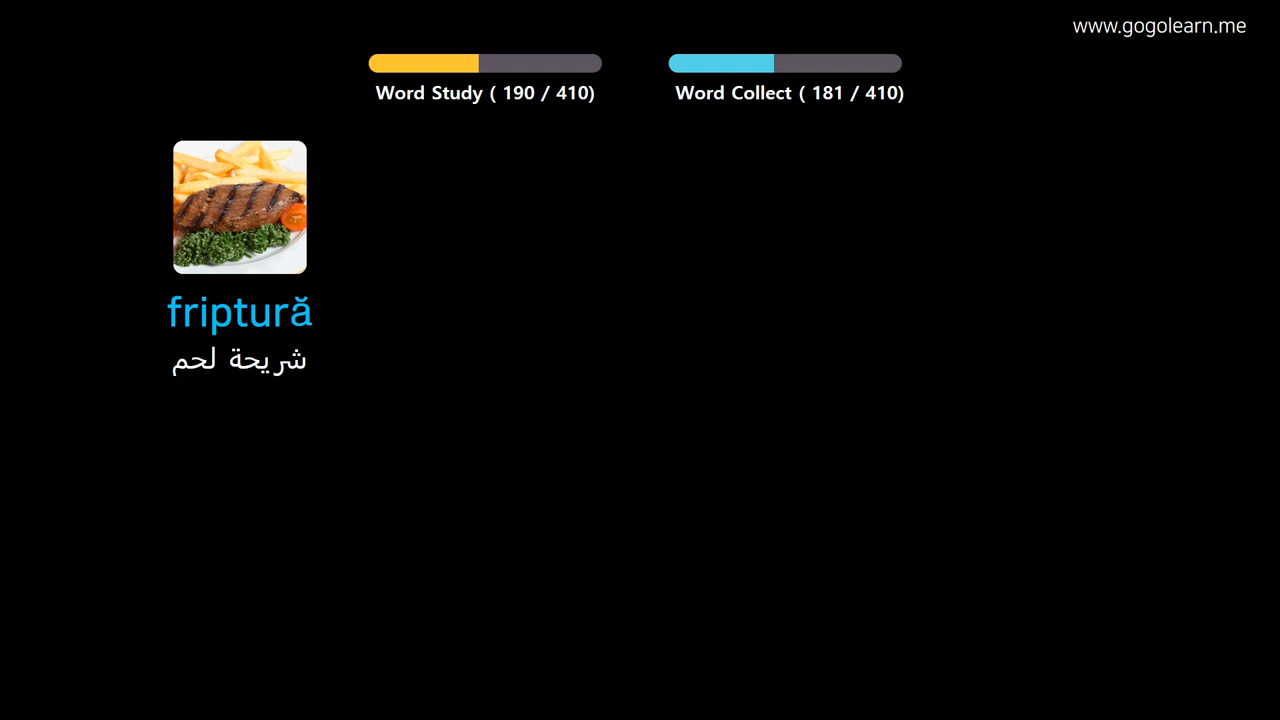 www.gogolearn.me
Word Study ( 190 / 410)
Word Collect ( 181 / 410)
friptură
شريحة لحم